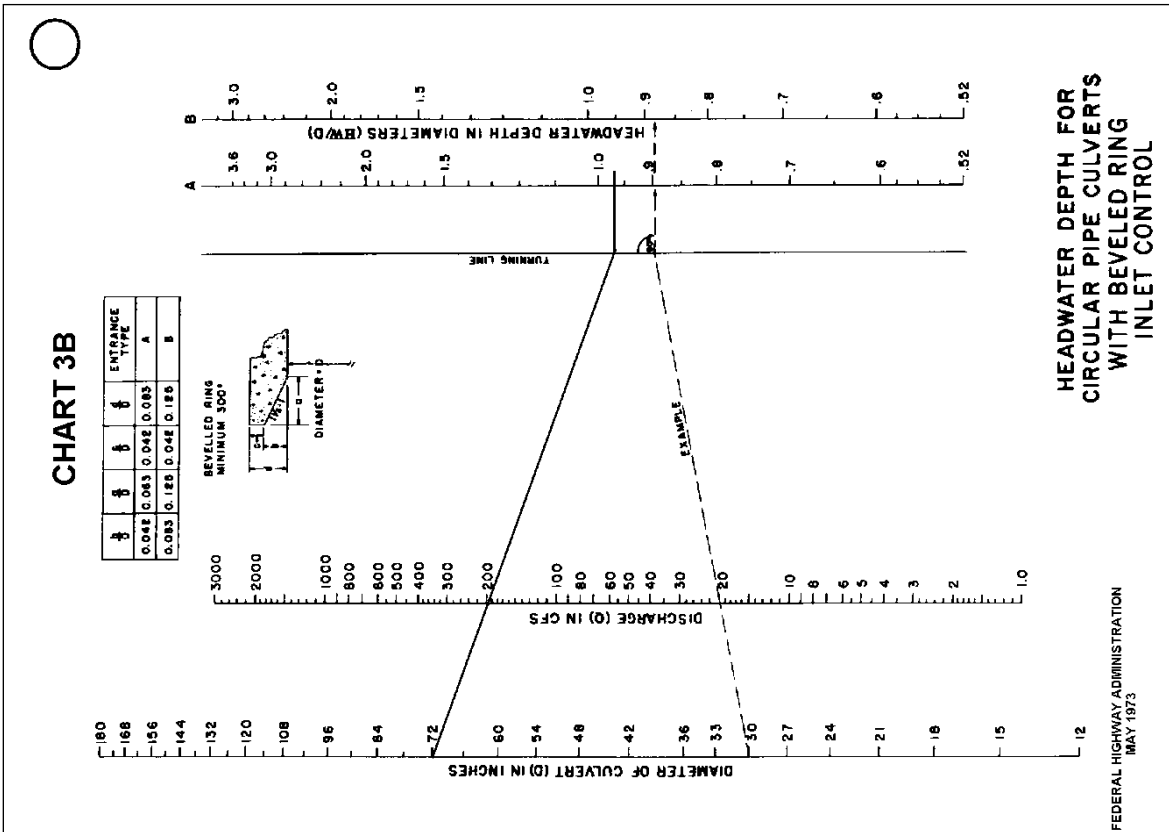 CHART 3B
b/D a/D c/D d/D ENTRANCE TYPE
0.042 0.063 0.042 0.083 A
0.083 0.125 0.042 0.125 B
BEVELLED RING
MINIMUM 300°
DIAMETER = D
180 168 156 144 132 120 108 96 84 72 60 54 48 42 36 33 30 27 24 21 18 15 12
DIAMETER OF CULVERT (D) IN INCHES
3000 2000 1000 800 600 500 400 300 200 100 80 60 50 40 30 20 10 8 6 5 4 3 2 1.0
DISCHARGE (Q) IN CFS
EXAMPLE
TURNING LINE
A
3.6 3.0 2.0 1.5 1.0 .9 .8 .7 .6 .52
HEADWATER DEPTH IN DIAMETERS (HW/D)
B
3.0 2.0 1.5 1.0 .9 .8 .7 .6 .52
HEADWATER DEPTH FOR
CIRCULAR PIPE CULVERTS
WITH BEVELED RING
INLET CONTROL
FEDERAL HIGHWAY ADMINISTRATION
MAY 1973